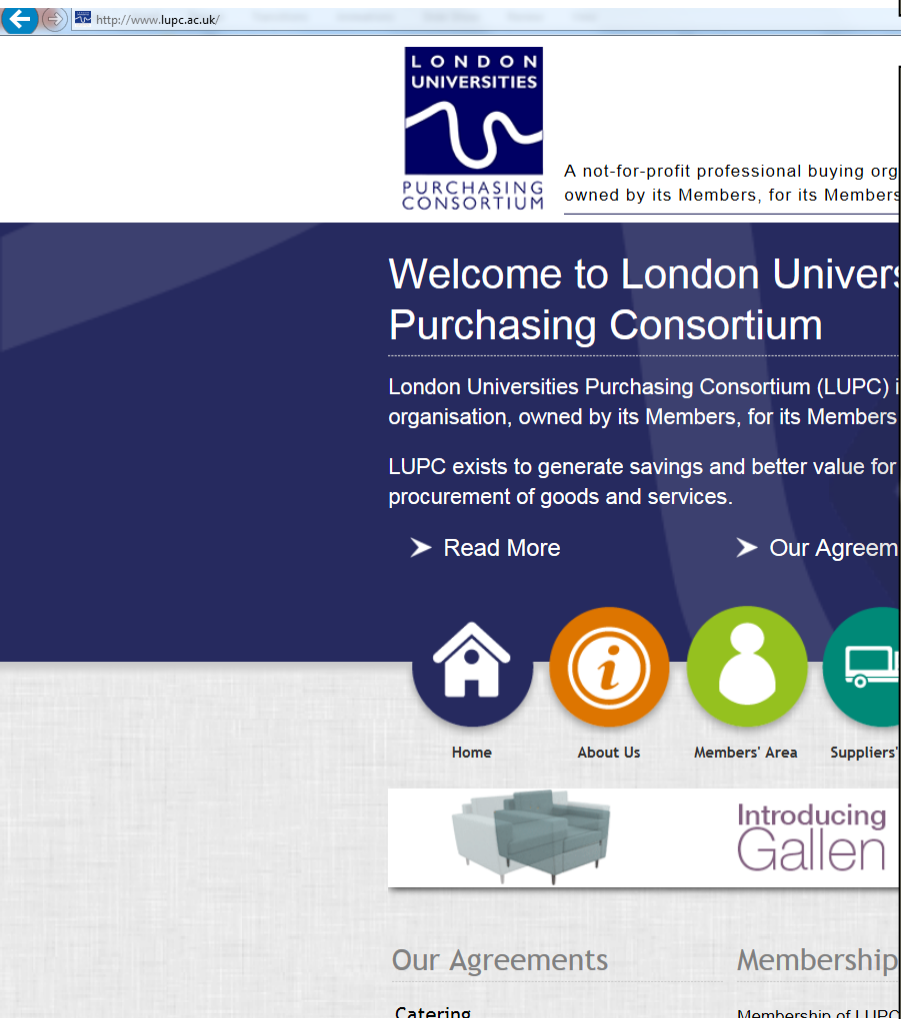 http://www.lupc.ac.uk/
LONDON
UNIVERSITIES
PURCHASING
CONSORTIUM
A not-for-profit professional buying org
owned by its Members, for its Members
Welcome to London Univers
Purchasing Consortium
London Universities Purchasing Consortium (LUPC) i
organisation, owned by its Members, for its Members
LUPC exists to generate savings and better value for
procurement of goods and services.
Read More
Our Agreem
Home
About Us
Members' Area
Suppliers'
Introducing
Gallen
Our Agreements
Membership
Catering
Membership of LUPC